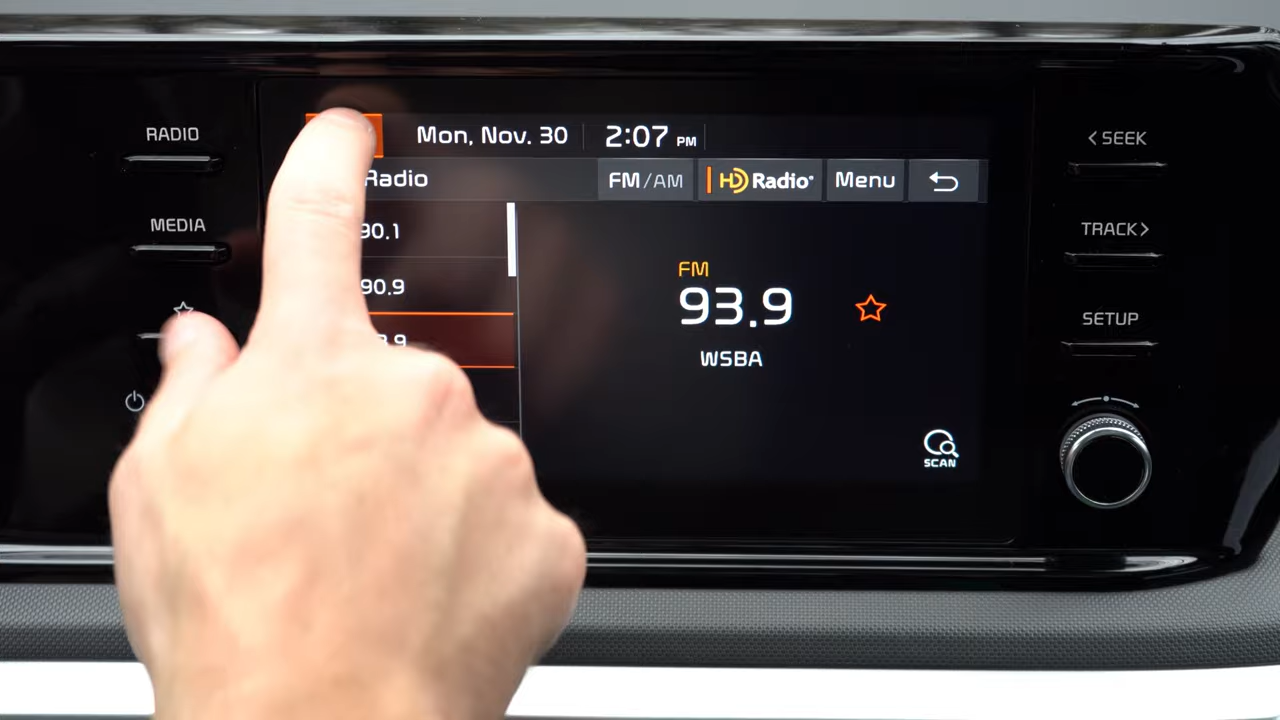 RADIO
MEDIA
Mon, Nov. 30 2:07 PM
Radio FM/AM HD Radio Menu
90.1
90.9
.9
FM
93.9
WSBA
SCAN
< SEEK
TRACK >
SETUP